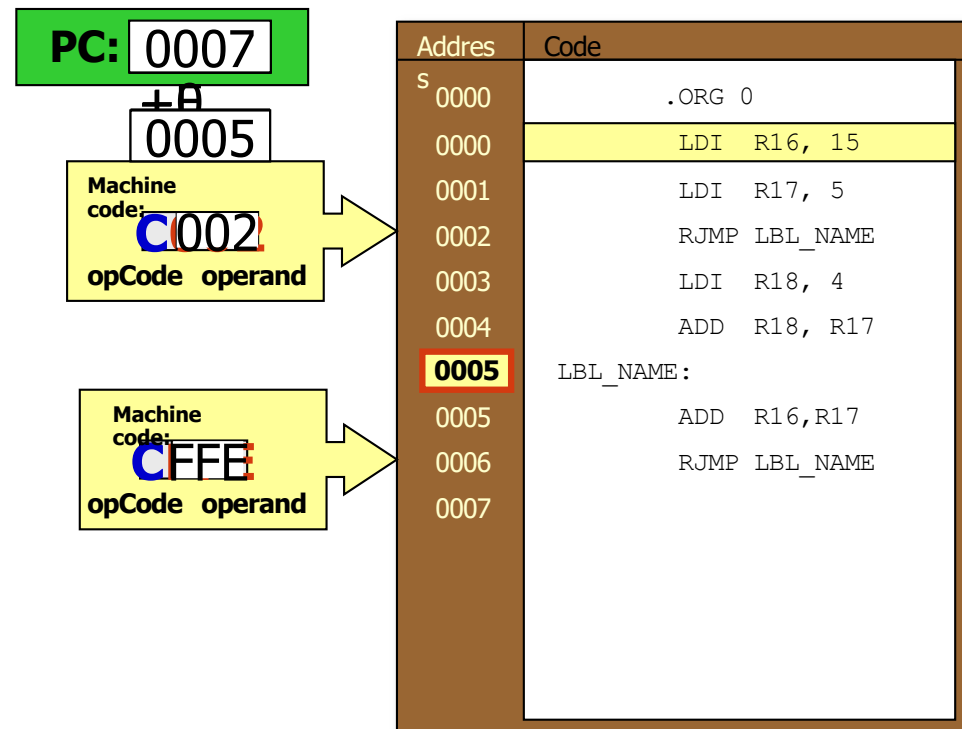 PC: 0007
0005
Machine
code:
C 002
opCode operand
Machine
code:
C FFE
opCode operand
Addres
s
Code
0000 .ORG 0
0000 LDI R16, 15
0001 LDI R17, 5
0002 RJMP LBL_NAME
0003 LDI R18, 4
0004 ADD R18, R17
0005 LBL_NAME:
0005 ADD R16,R17
0006 RJMP LBL_NAME
0007